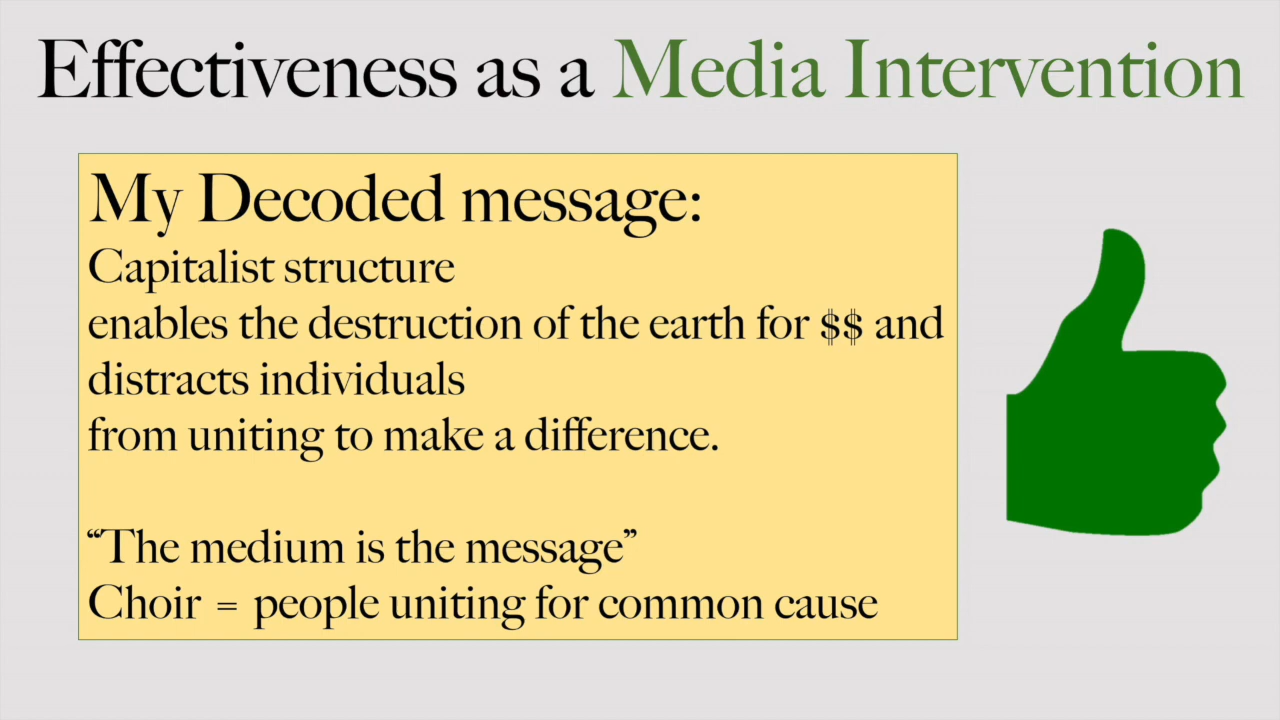 Effectiveness as a Media Intervention
My Decoded message:
Capitalist structure
enables the destruction of the earth for $$ and
distracts individuals
from uniting to make a difference.
“The medium is the message”
Choir = people uniting for common cause